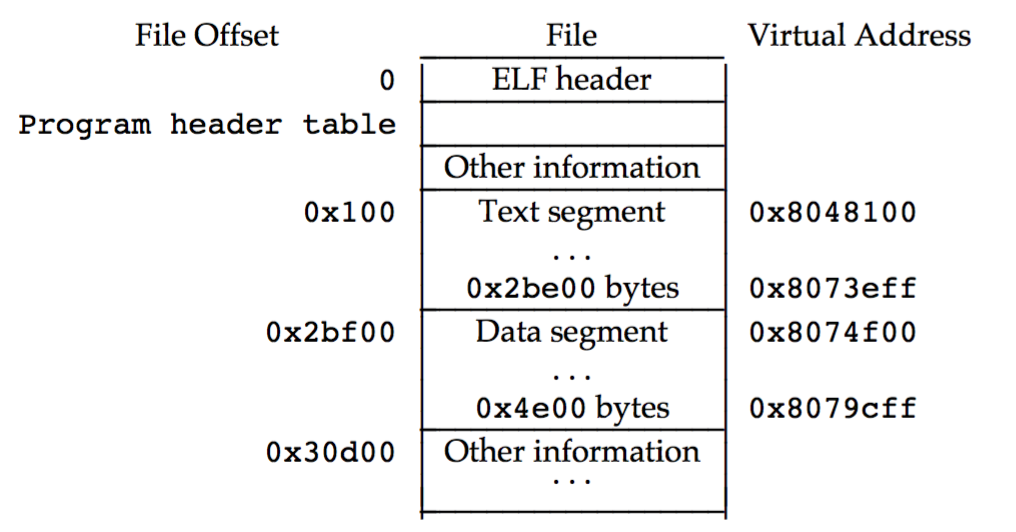 File Offset File Virtual Address
0 ELF header
Program header table
Other information
0x100 Text segment 0x8048100
...
0x2be00 bytes 0x8073eff
0x2bf00 Data segment 0x8074f00
...
0x4e00 bytes 0x8079cff
0x30d00 Other information
...